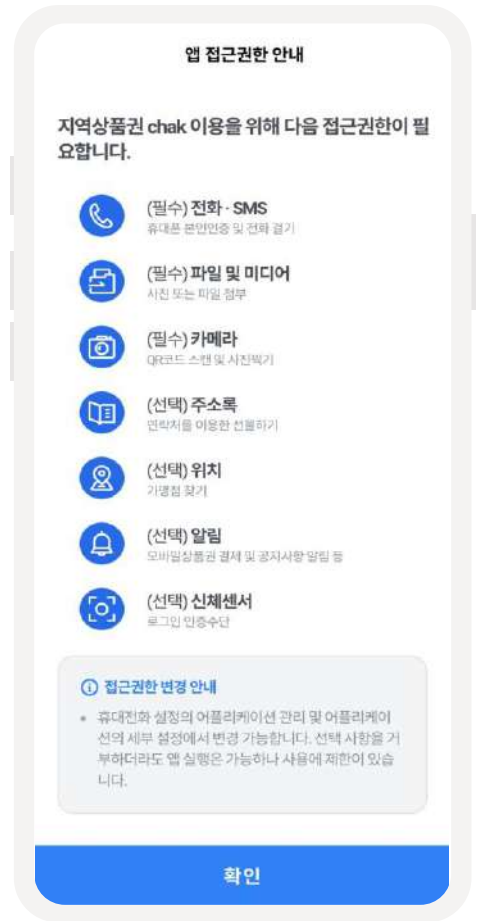 앱 접근권한 안내
지역상품권 chak 이용을 위해 다음 접근권한이 필
요합니다.
(필수) 전화 · SMS
휴대폰 본인인증 및 전화 걸기
(필수) 파일 및 미디어
사진 또는 파일 첨부
(필수) 카메라
QR코드 스캔 및 사진찍기
(선택) 주소록
연락처를 이용한 선물하기
(선택) 위치
가맹점 찾기
(선택) 알림
모바일상품권 결제 및 공지사항 알림 등
(선택) 신체센서
로그인 인증수단
접근권한 변경 안내
• 휴대전화 설정의 어플리케이션 관리 및 어플리케이
션의 세부 설정에서 변경 가능합니다. 선택 사항을 거
부하더라도 앱 실행은 가능하나 사용에 제한이 있습
니다.
확인